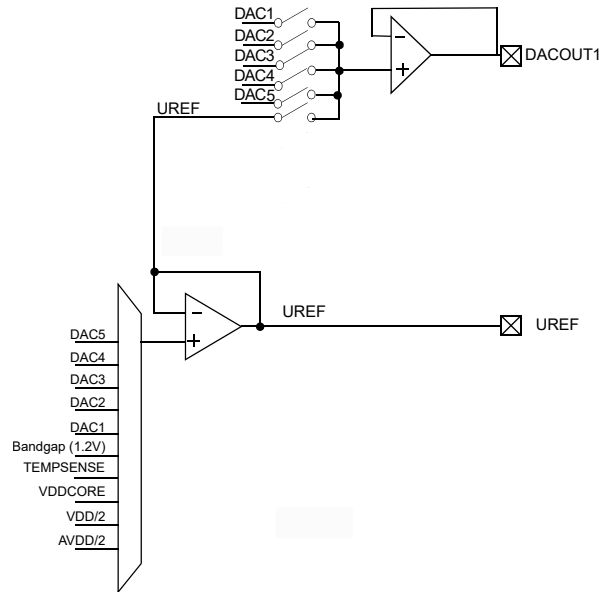 DAC1
DAC2
DAC3
DAC4
DAC5
UREF
-
+
DACOUT1
UREF
UREF
-
+
DAC5
DAC4
DAC3
DAC2
DAC1
Bandgap (1.2V)
TEMPSENSE
VDDCORE
VDD/2
AVDD/2